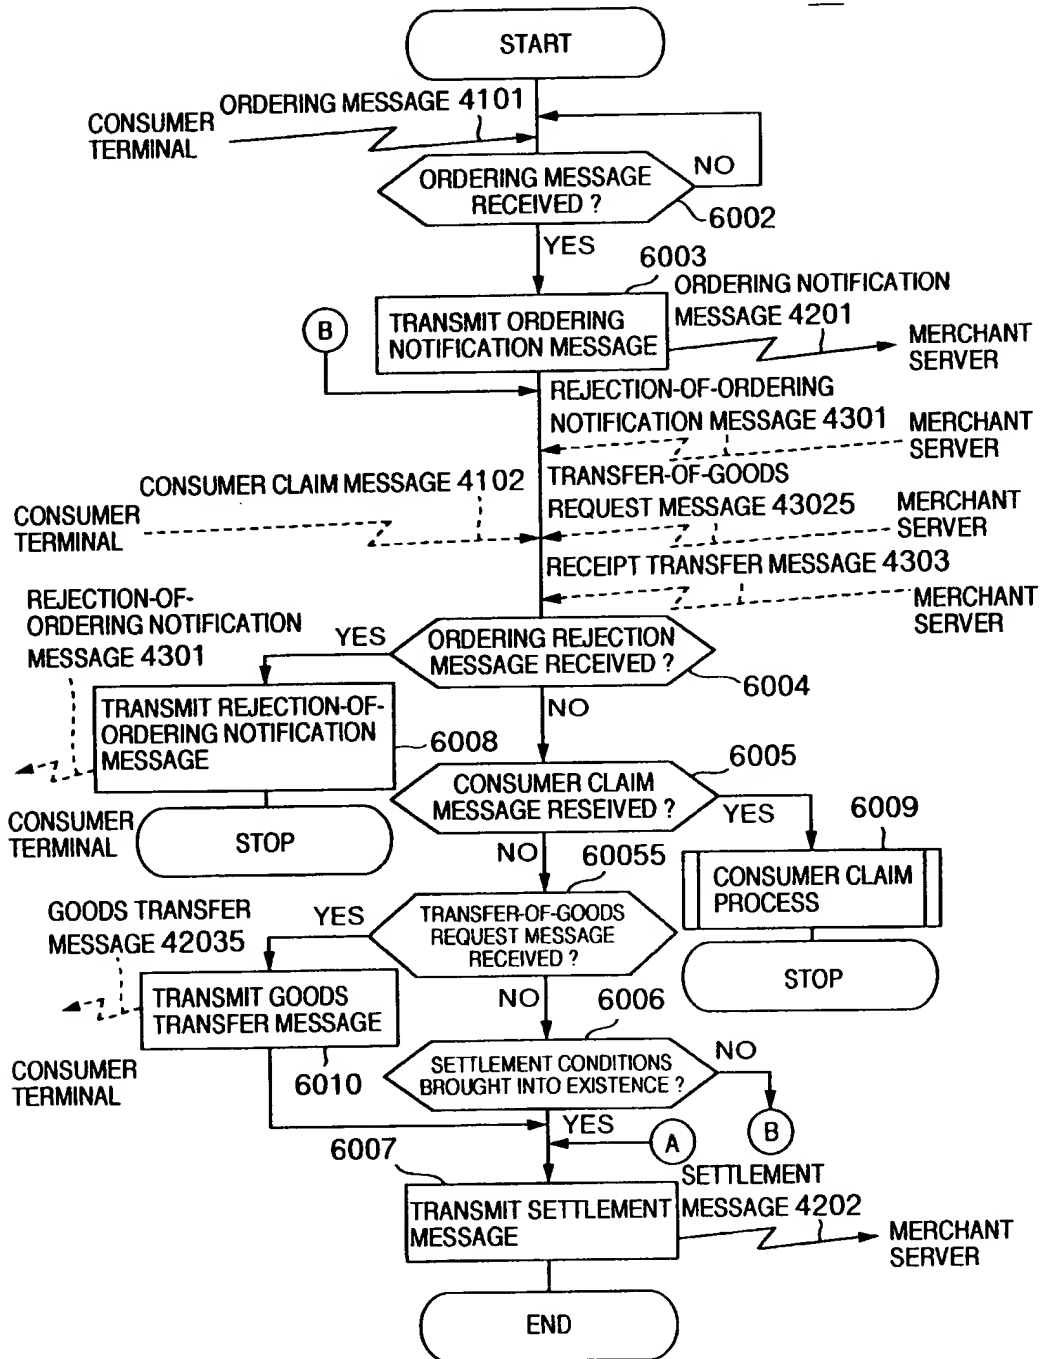 START
ORDERING MESSAGE 4101
CONSUMER
TERMINAL
NO
ORDERING MESSAGE
RECEIVED ?
6002
YES
6003
ORDERING NOTIFICATION
MESSAGE 4201
B
TRANSMIT ORDERING
NOTIFICATION MESSAGE
MERCHANT
SERVER
REJECTION-OF-ORDERING
NOTIFICATION MESSAGE 4301
MERCHANT
SERVER
CONSUMER CLAIM MESSAGE 4102
TRANSFER-OF-GOODS
REQUEST MESSAGE 43025
CONSUMER
TERMINAL
MERCHANT
SERVER
RECEIPT TRANSFER MESSAGE 4303
MERCHANT
SERVER
REJECTION-OF-
ORDERING NOTIFICATION
MESSAGE 4301
YES
ORDERING REJECTION
MESSAGE RECEIVED ?
6004
NO
TRANSMIT REJECTION-OF-
ORDERING NOTIFICATION
MESSAGE
6008
6005
CONSUMER CLAIM
MESSAGE RESEIVED ?
YES
CONSUMER
TERMINAL
STOP
NO
60055
6009
CONSUMER CLAIM
PROCESS
GOODS TRANSFER
MESSAGE 42035
YES
TRANSFER-OF-GOODS
REQUEST MESSAGE
RECEIVED ?
STOP
TRANSMIT GOODS
TRANSFER MESSAGE
NO
6006
CONSUMER
TERMINAL
6010
SETTLEMENT CONDITIONS
BROUGHT INTO EXISTENCE ?
NO
YES
A
B
6007
SETTLEMENT
MESSAGE 4202
TRANSMIT SETTLEMENT
MESSAGE
MERCHANT
SERVER
END